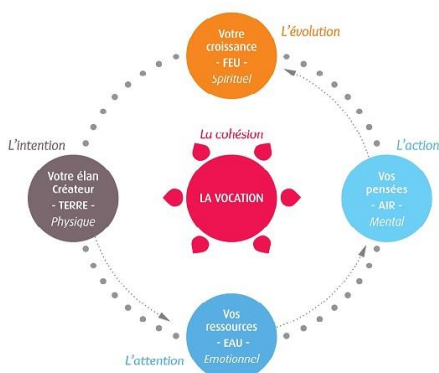 Votre
croissance
- FEU -
Spirituel
L'évolution
La cohésion
L'intention
L'action
Votre élan
Créateur
- TERRE -
Physique
LA VOCATION
Vos
pensées
- AIR -
Mental
Vos
ressources
- EAU -
Emotionnel
L'attention